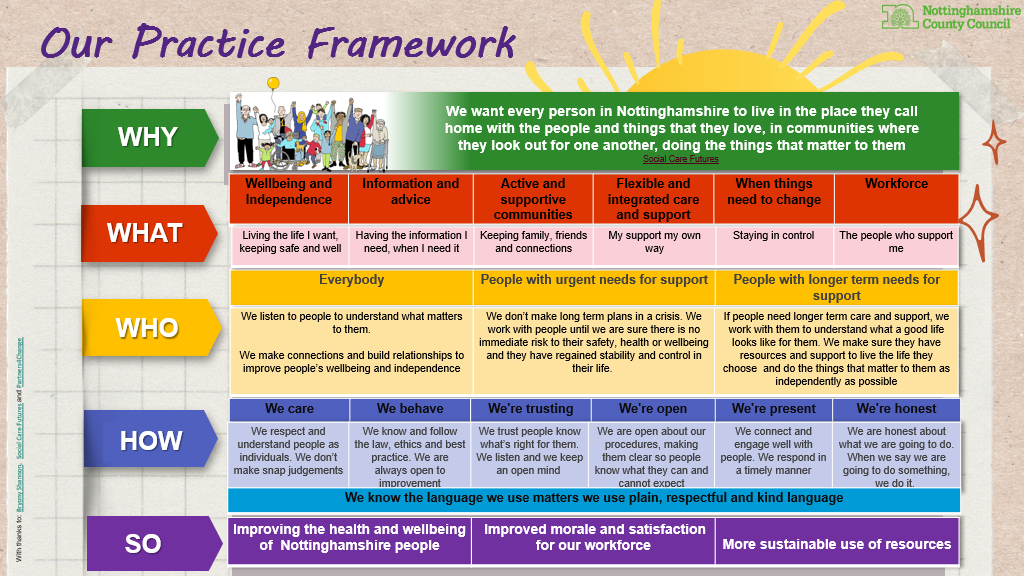 Our Practice Framework
Nottinghamshire
County Council
WHY
We want every person in Nottinghamshire to live in the place they call
home with the people and things that they love, in communities where
they look out for one another, doing the things that matter to them
Social Care Futures
WHAT
Wellbeing and
Independence
Information and
advice
Active and
supportive
communities
Flexible and
integrated care
and support
When things
need to change
Workforce
Living the life I want,
keeping safe and well
Having the information I
need, when I need it
Keeping family, friends
and connections
My support my own
way
Staying in control
The people who support
me
WHO
Everybody
People with urgent needs for support
People with longer term needs for
support
We listen to people to understand what matters
to them.
We make connections and build relationships to
improve people's wellbeing and independence
We don't make long term plans in a crisis. We
work with people until we are sure there is no
immediate risk to their safety, health or wellbeing
and they have regained stability and control in
their life.
If people need longer term care and support, we
work with them to understand what a good life
looks like for them. We make sure they have
resources and support to live the life they
choose and do the things that matter to them as
independently as possible
HOW
We care
We behave
We're trusting
We're open
We're present
We're honest
We respect and
understand people as
individuals. We don't
make snap judgements
We know and follow
the law, ethics and best
practice. We are
always open to
improvement
We trust people know
what's right for them.
We listen and we keep
an open mind
We are open about our
procedures, making
them clear so people
know what they can and
cannot expect
We connect and
engage well with
people. We respond in
a timely manner
We are honest about
what we are going to do.
When we say we are
going to do something,
we do it.
We know the language we use matters we use plain, respectful and kind language
SO
Improving the health and wellbeing
of Nottinghamshire people
Improved morale and satisfaction
for our workforce
More sustainable use of resources
With thanks to: Bryony Shannon, Social Care Futures and Partners4Change